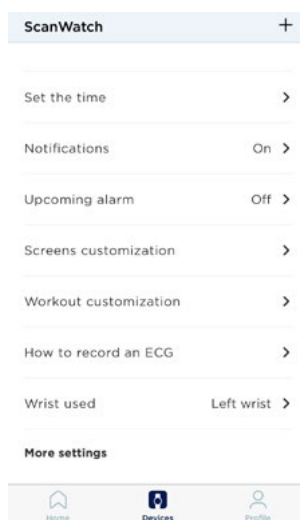 ScanWatch +
Set the time
Notifications On
Upcoming alarm Off
Screens customization
Workout customization
How to record an ECG
Wrist used Left wrist
More settings
Home Devices Profile